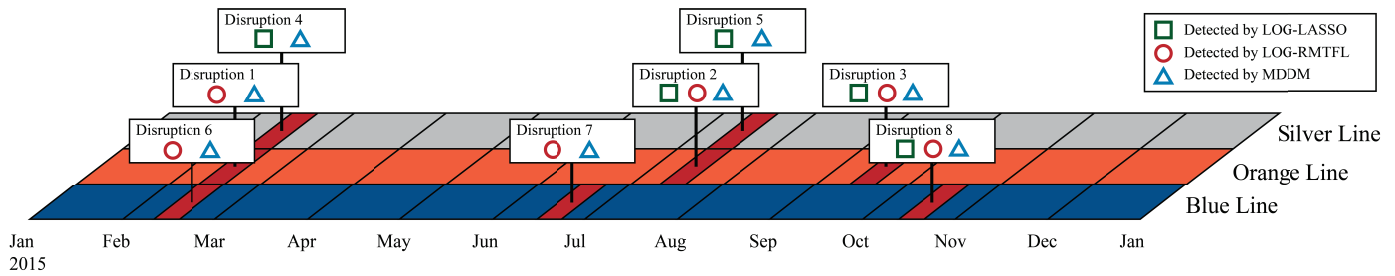 Disruption 4
Disruption 5
Detected by LOG-LASSO
Detected by LOG-RMTFL
Detected by MDDM
Disruption 1
Disruption 2
Disruption 3
Disruption 6
Disruption 7
Disruption 8
Silver Line
Orange Line
Blue Line
Jan Feb Mar Apr May Jun Jul Aug Sep Oct Nov Dec Jan
2015